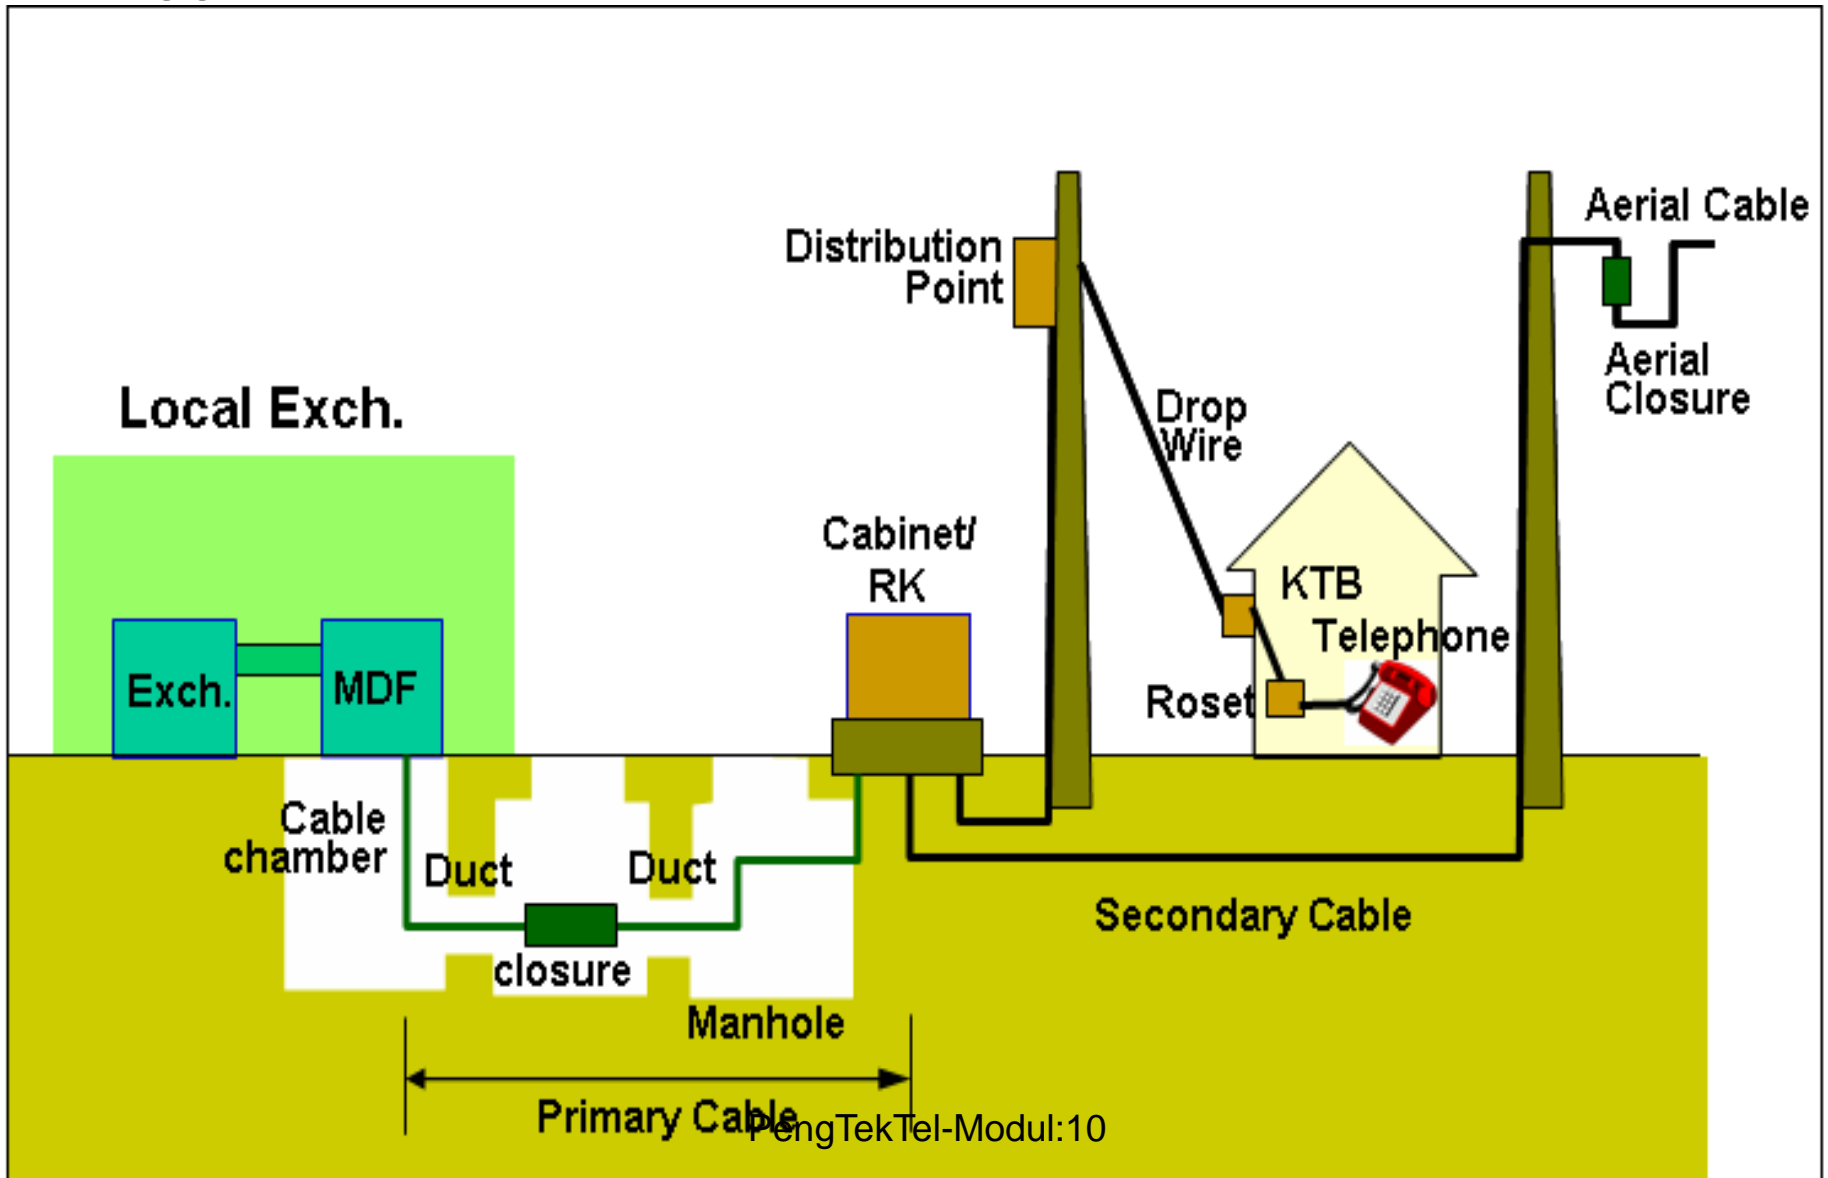 Aerial Cable
Distribution
Point
Aerial
Closure
Local Exch.
Drop
Wire
Cabinet/
RK
KTB
Telephone
Exch.
MDF
Roset
Cable
chamber
Duct
Duct
closure
Secondary Cable
Manhole
Primary Cable
PengTekTel-Modul:10